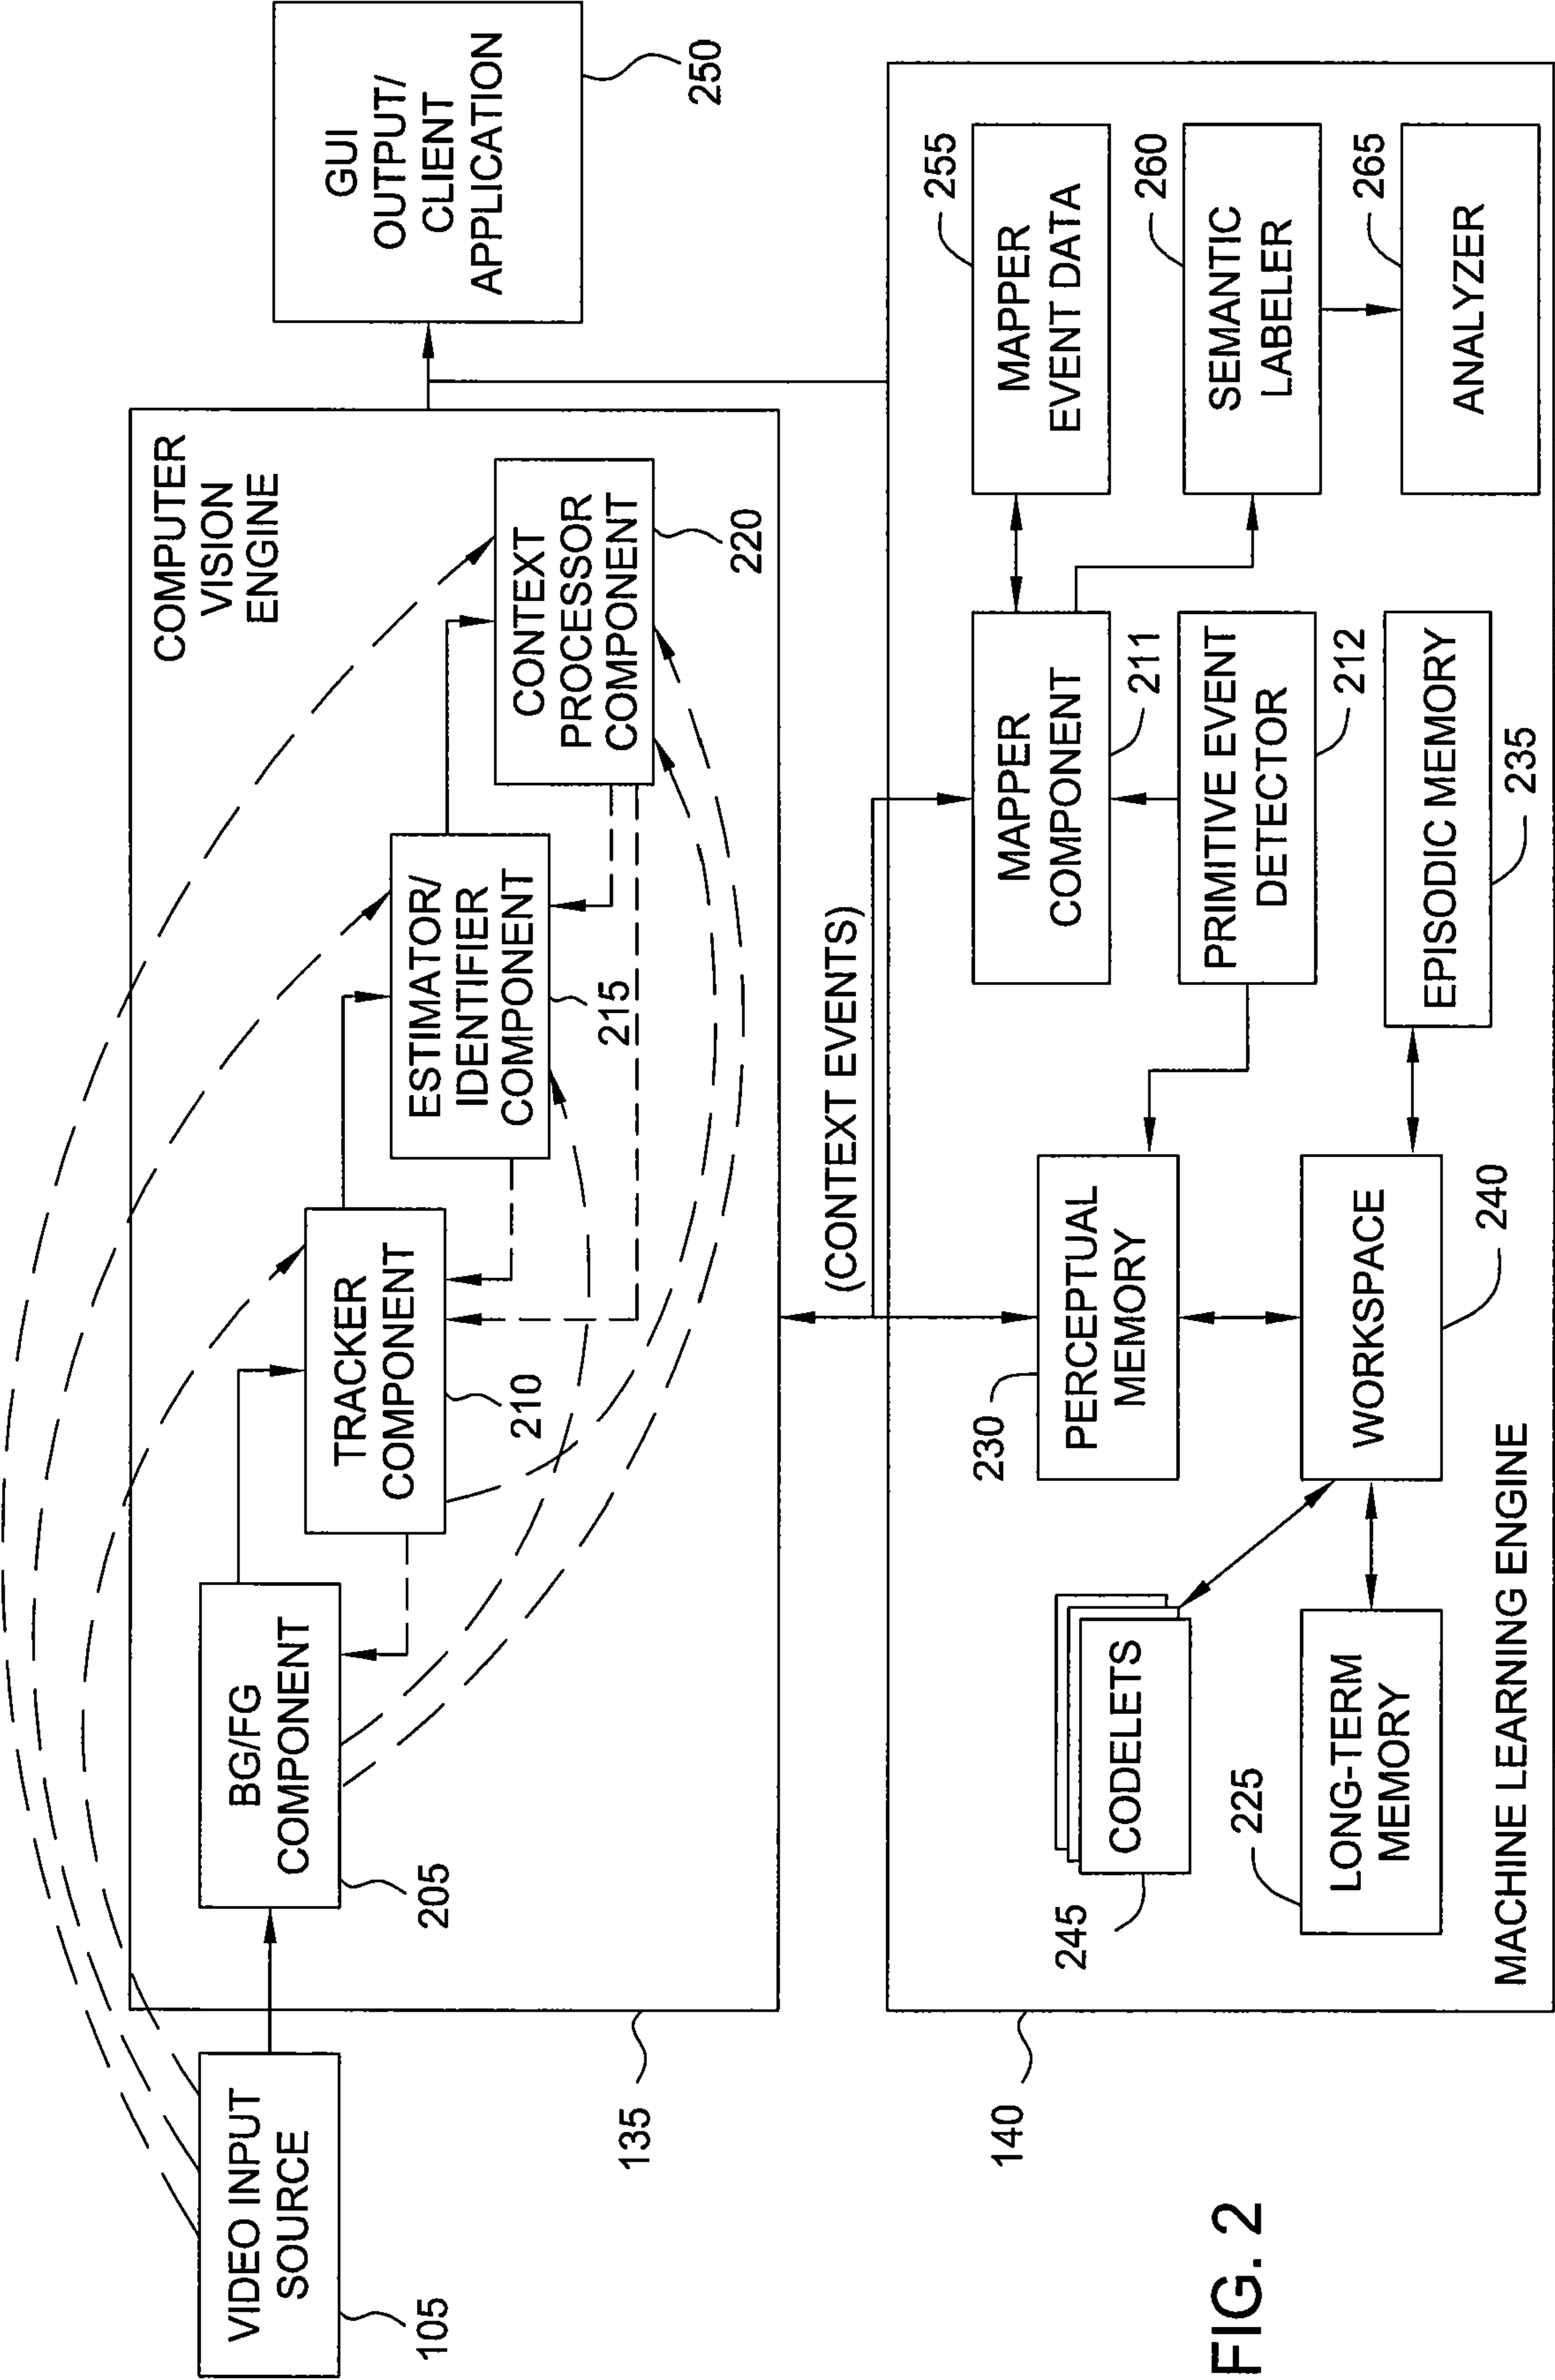 GUI
OUTPUT/
CLIENT
APPLICATION
250
COMPUTER
VISION
ENGINE
CONTEXT
PROCESSOR
COMPONENT
220
ESTIMATOR/
IDENTIFIER
COMPONENT
215
TRACKER
COMPONENT
210
BG/FG
COMPONENT
205
VIDEO INPUT
SOURCE
105
135
(CONTEXT EVENTS)
MAPPER
EVENT DATA
255
SEMANTIC
LABELER
260
ANALYZER
265
MAPPER
COMPONENT
211
PRIMITIVE EVENT
DETECTOR
212
EPISODIC MEMORY
235
PERCEPTUAL
MEMORY
230
WORKSPACE
240
CODELETS
245
LONG-TERM
MEMORY
225
MACHINE LEARNING ENGINE
140
FIG. 2